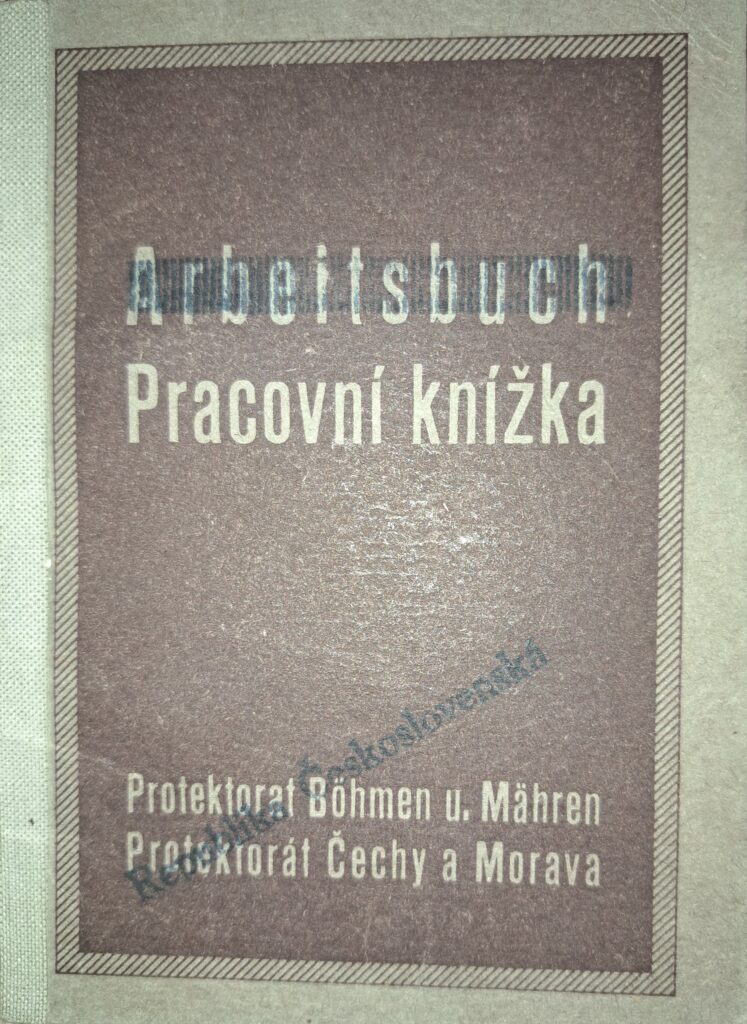 Arbeitsbuch
Pracovní knížka
Republika Československá
Protektorat Böhmen u. Mähren
Protektorát Čechy a Morava